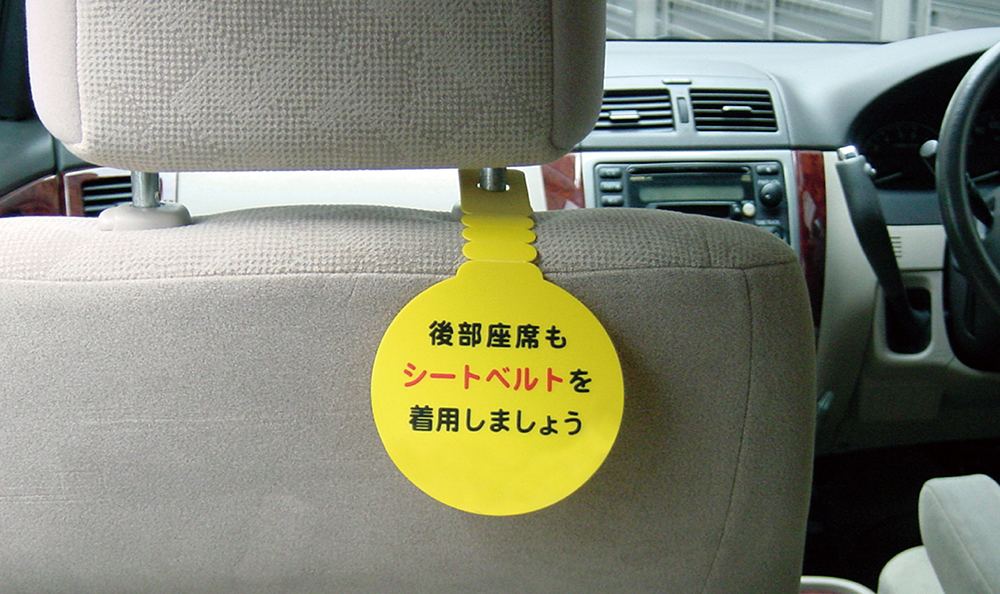 後部座席も
シートベルトを
着用しましょう